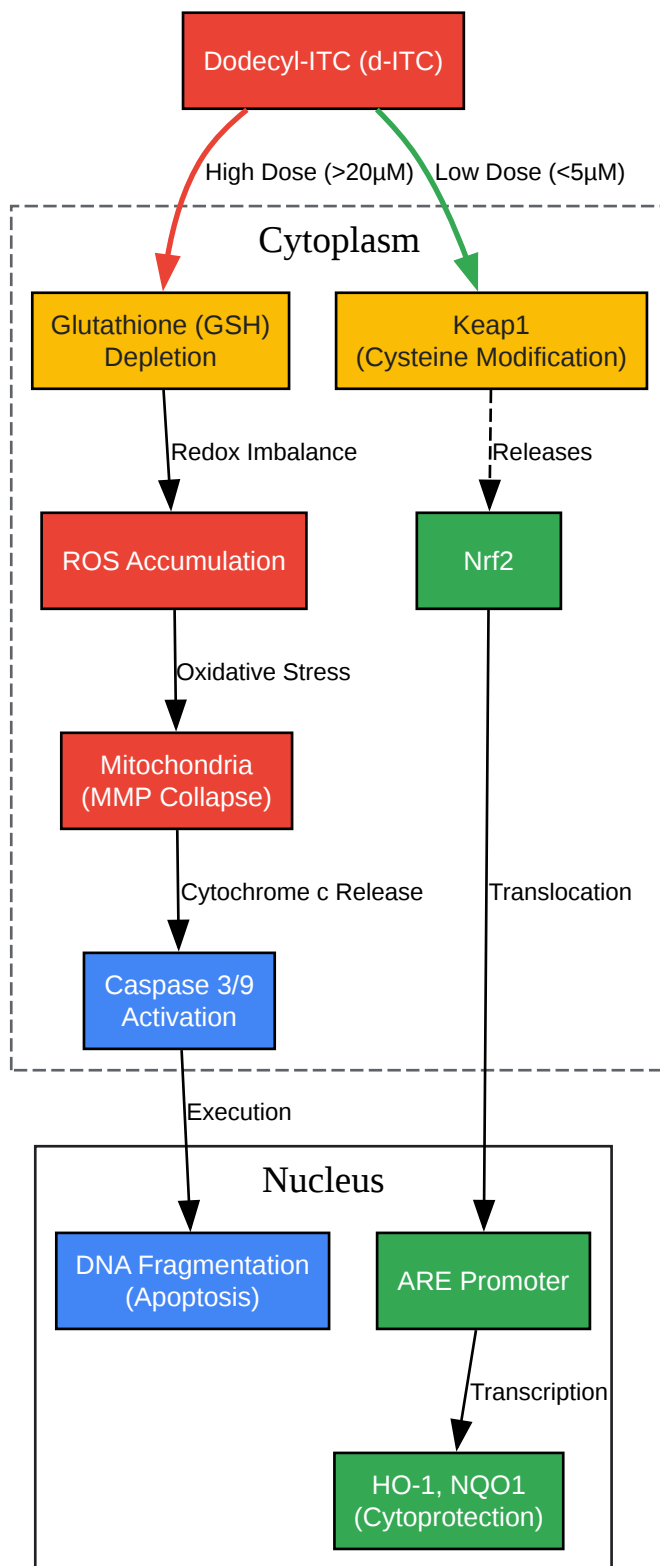 Dodecyl-ITC (d-ITC)
High Dose (>20µM)
Low Dose (<5µM)
Cytoplasm
Glutathione (GSH)
Depletion
Keap1
(Cysteine Modification)
Redox Imbalance
Releases
ROS Accumulation
Nrf2
Oxidative Stress
Mitochondria
(MMP Collapse)
Cytochrome c Release
Translocation
Caspase 3/9
Activation
Execution
Nucleus
DNA Fragmentation
(Apoptosis)
ARE Promoter
Transcription
HO-1, NQO1
(Cytoprotection)